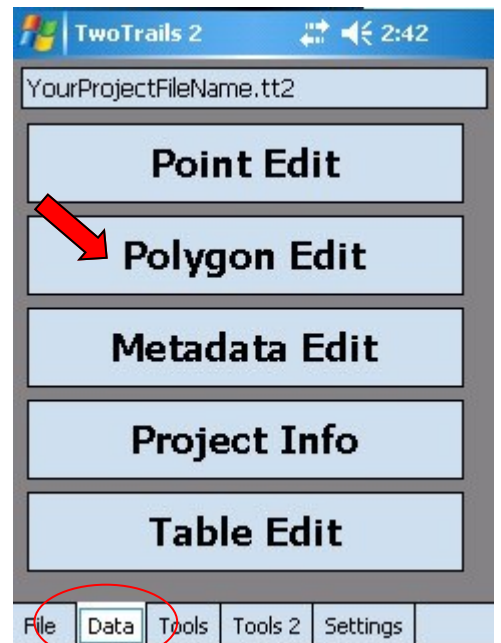 TwoTrails 2 2:42
YourProjectFileName.tt2
Point Edit
Polygon Edit
Metadata Edit
Project Info
Table Edit
File Data Tools Tools 2 Settings